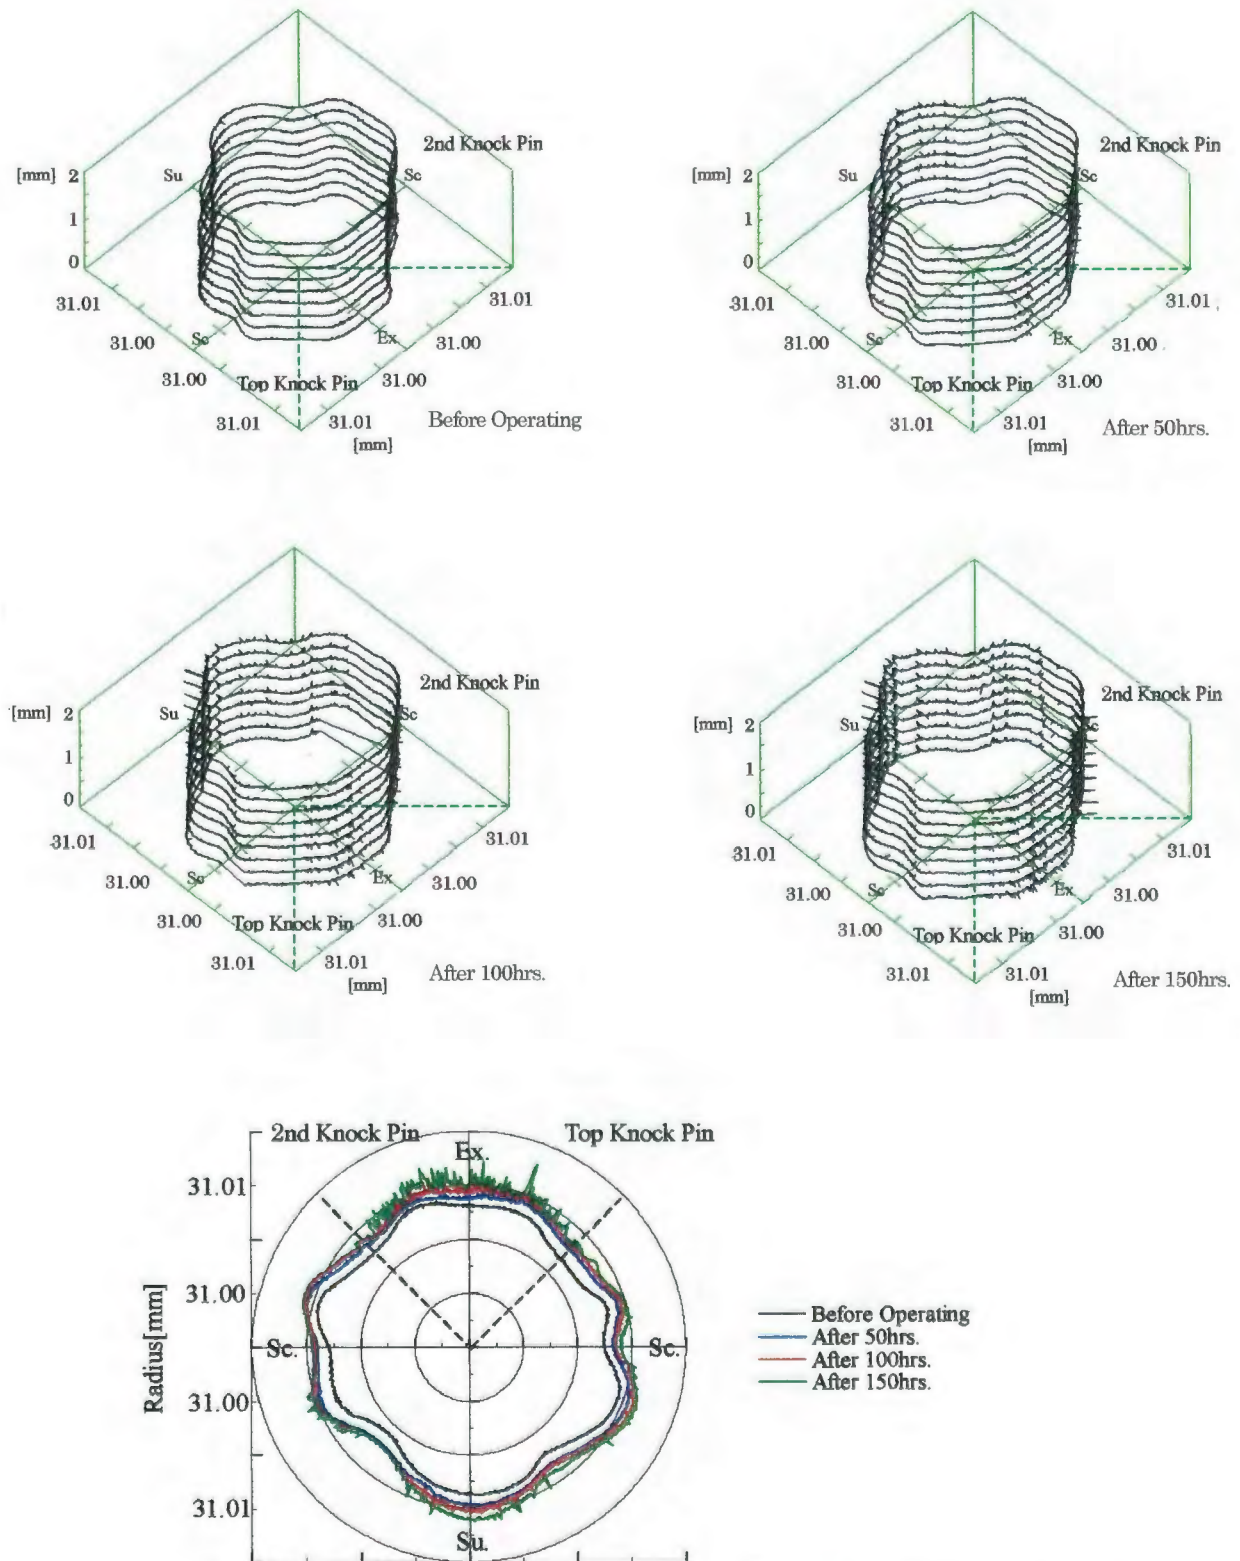 2nd Knock Pin
[mm] 2
Su
Sc
1
0
31.01
31.01
31.00
Sc
Ex
31.00
31.00
31.00
Top Knock Pin
31.01
31.01
[mm]
Before Operating
2nd Knock Pin
[mm] 2
Su
Sc
1
0
31.01
31.01
31.00
Sc
Ex
31.00
31.00
31.00
Top Knock Pin
31.01
31.01
[mm]
After 50hrs.
2nd Knock Pin
[mm] 2
Su
Sc
1
0
31.01
31.01
31.00
Sc
Ex
31.00
31.00
31.00
Top Knock Pin
31.01
31.01
[mm]
After 100hrs.
2nd Knock Pin
[mm] 2
Su
1
0
31.01
31.01
31.00
Sc
Ex
31.00
31.00
31.00
Top Knock Pin
31.01
31.01
[mm]
After 150hrs.
2nd Knock Pin
Top Knock Pin
Ex.
31.01
31.00
Radius[mm]
Sc.
Sc.
31.00
31.01
Su.
Before Operating
After 50hrs.
After 100hrs.
After 150hrs.